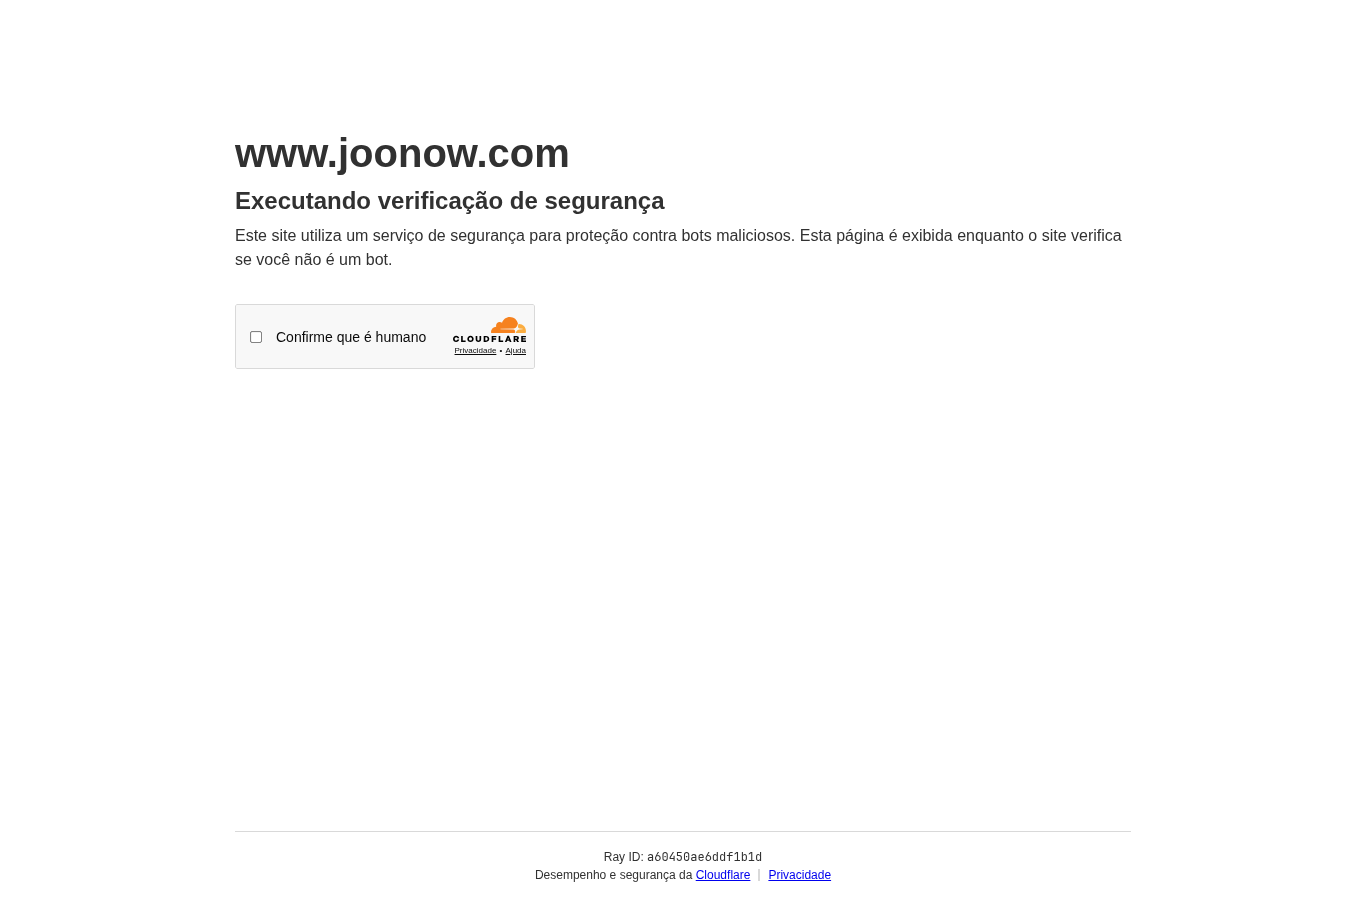 www.joonow.com
Executando verificação de segurança
Este site utiliza um serviço de segurança para proteção contra bots maliciosos. Esta página é exibida enquanto o site verifica
se você não é um bot.
Confirme que é humano
CLOUDFLARE
Privacidade • Ajuda
Ray ID: a60450ae6ddf1b1d
Desempenho e segurança da Cloudflare | Privacidade